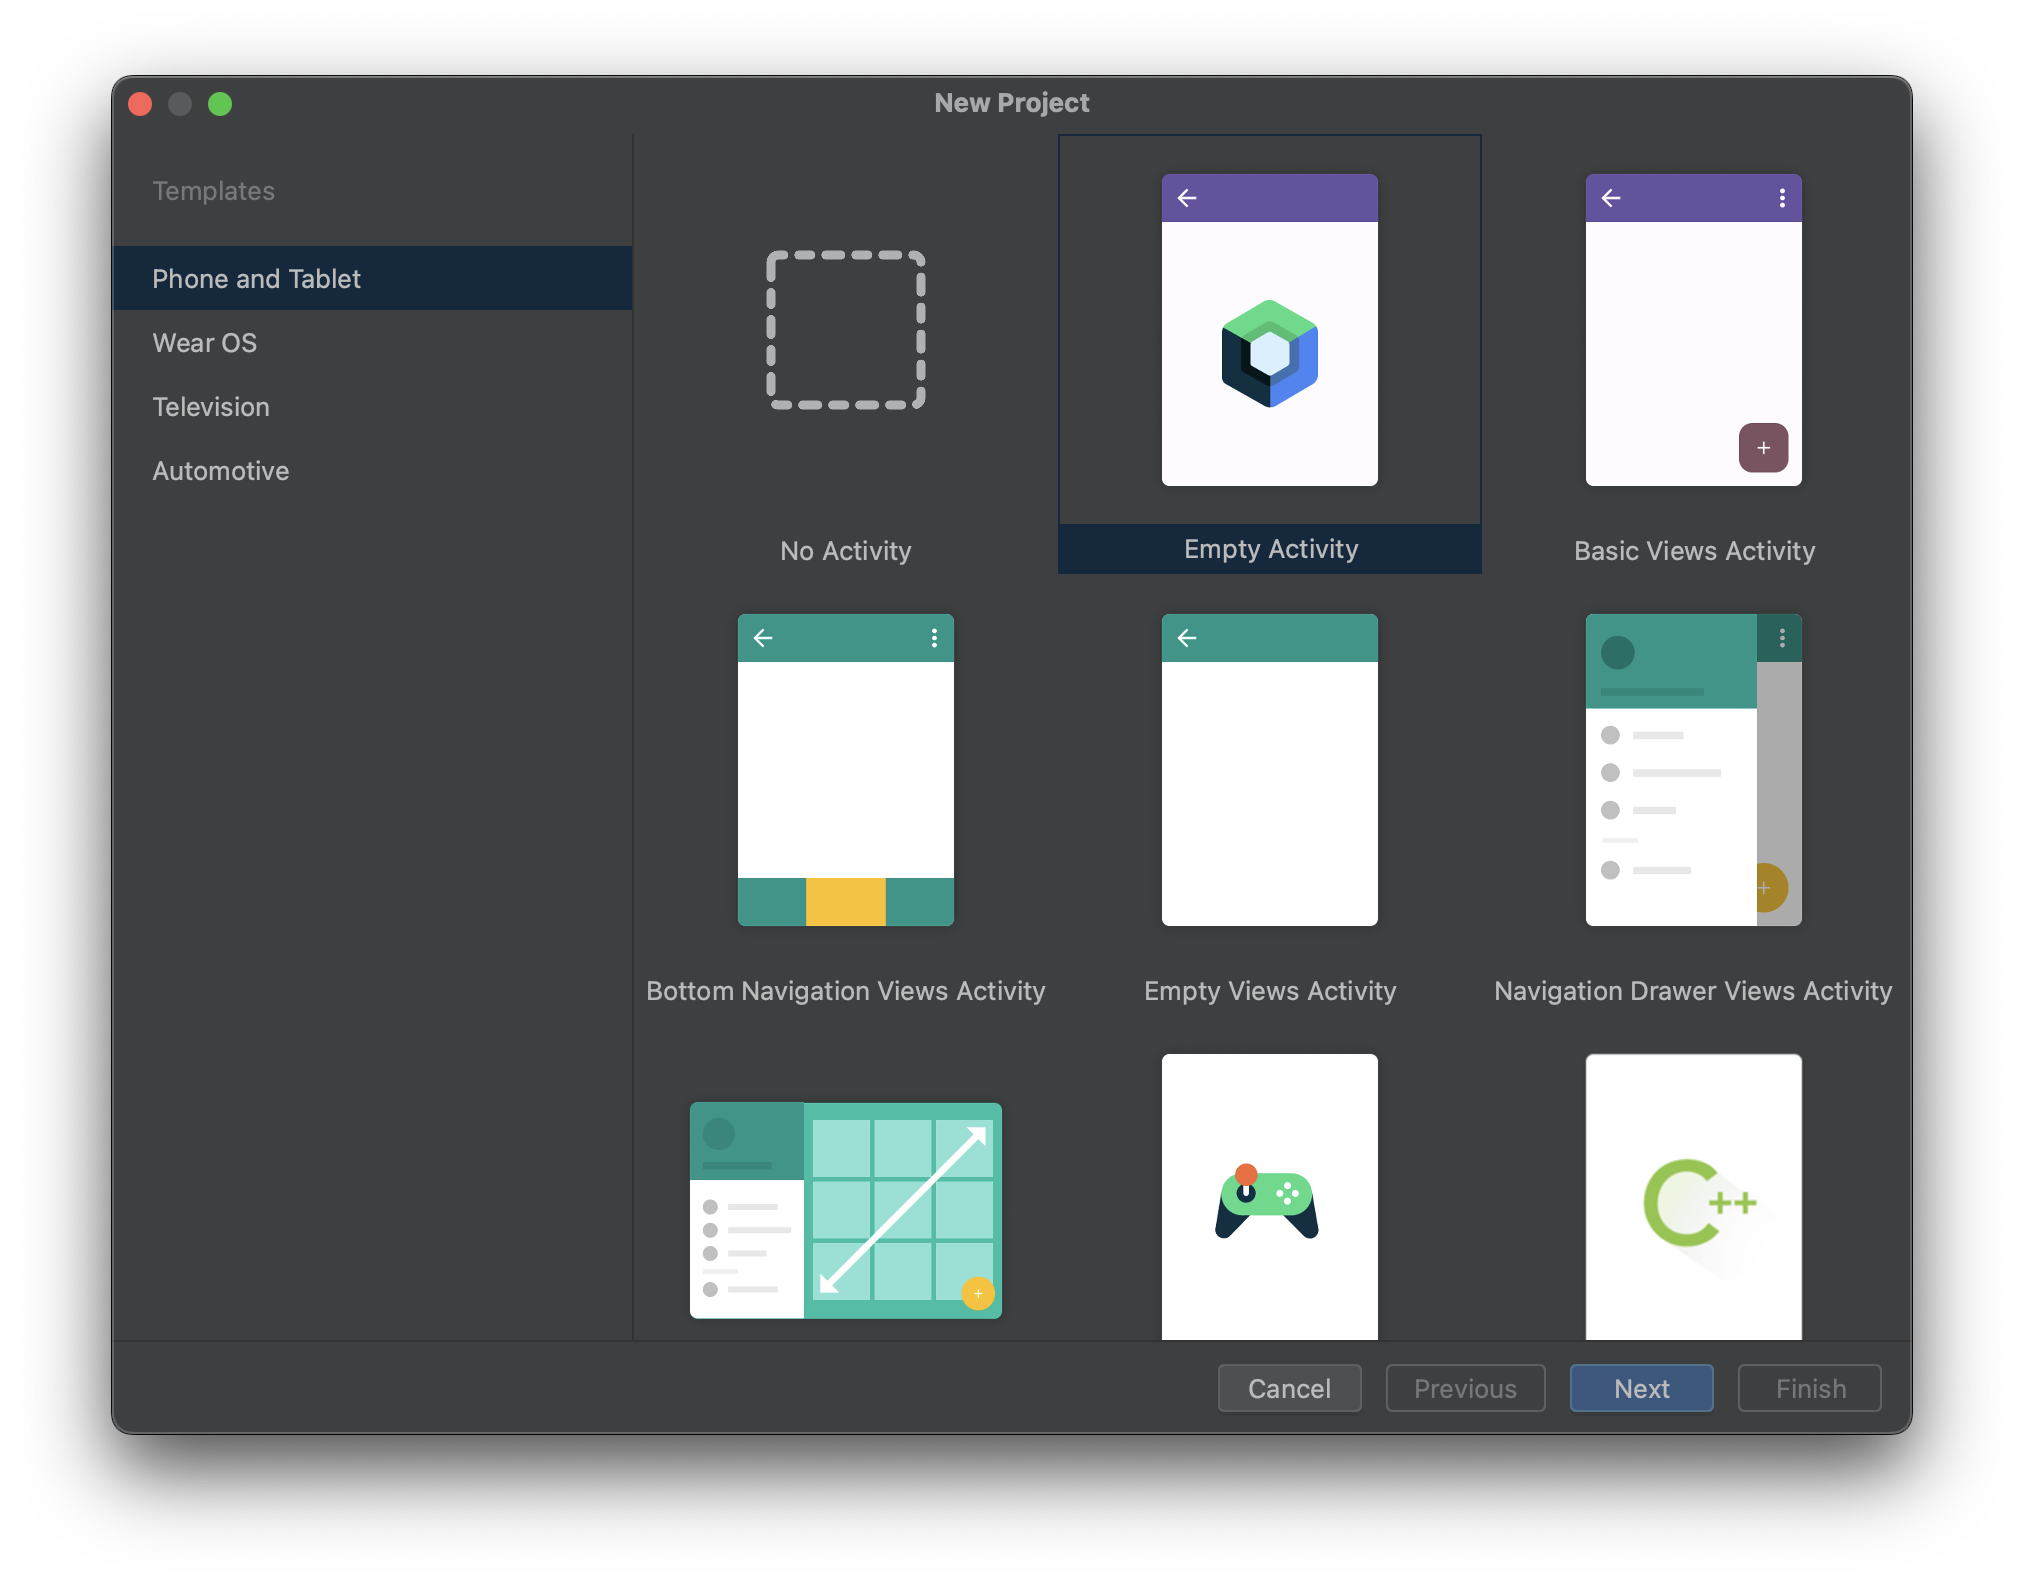 New Project
Templates
Phone and Tablet
Wear OS
Television
Automotive
No Activity
Empty Activity
Basic Views Activity
Bottom Navigation Views Activity
Empty Views Activity
Navigation Drawer Views Activity
C++
Cancel
Previous
Next
Finish